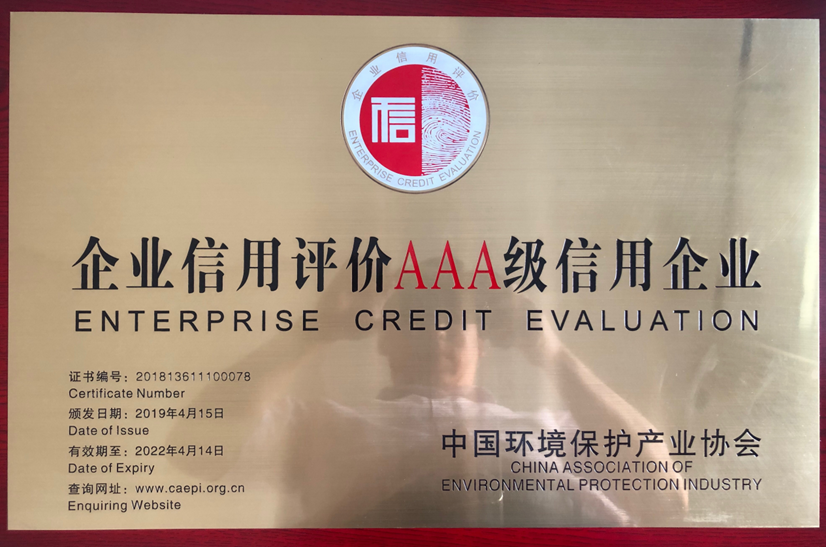 企业信用评价
信
ENTERPRISE CREDIT EVALUATION
企业信用评价AAA级信用企业
ENTERPRISE CREDIT EVALUATION
证书编号：201813611100078
Certificate Number
颁发日期：2019年4月15日
Date of Issue
有效期至：2022年4月14日
Date of Expiry
查询网址：www.caepi.org.cn
Enquiring Website
中国环境保护产业协会
CHINA ASSOCIATION OF
ENVIRONMENTAL PROTECTION INDUSTRY